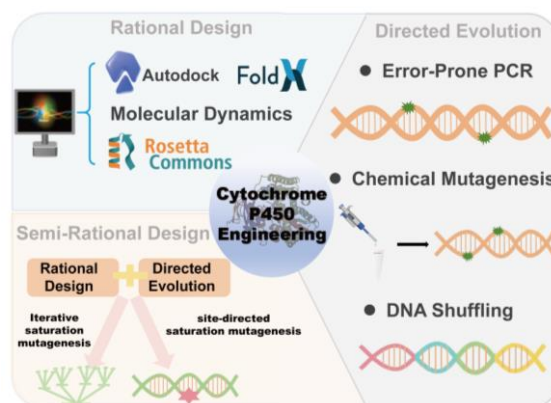 Rational Design
Autodock
FoldX
Molecular Dynamics
Rosetta
Commons
Directed Evolution
Error-Prone PCR
Chemical Mutagenesis
DNA Shuffling
Cytochrome
P450
Engineering
Semi-Rational Design
Rational
Design
Directed
Evolution
Iterative
saturation
mutagenesis
site-directed
saturation mutagenesis